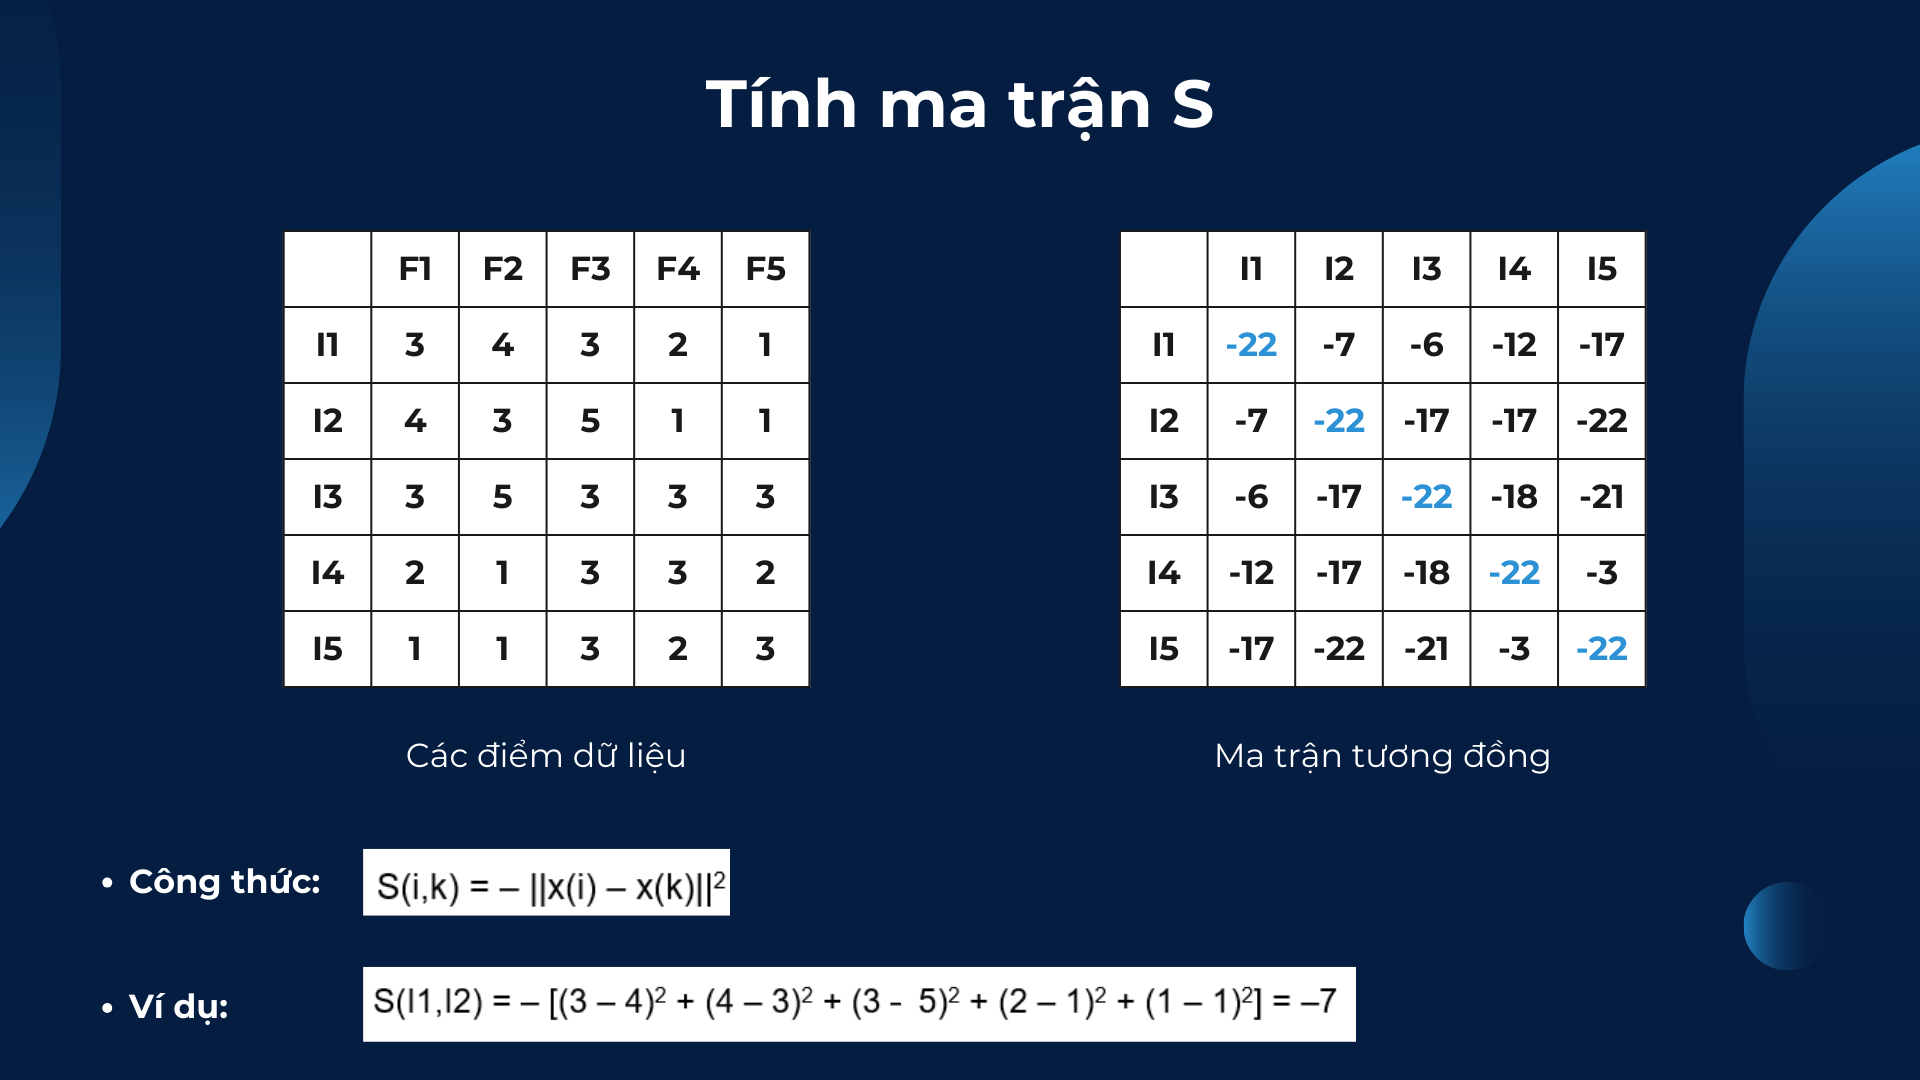 Tính ma trận S
F1 F2 F3 F4 F5
I1 3 4 3 2 1
I2 4 3 5 1 1
I3 3 5 3 3 3
I4 2 1 3 3 2
I5 1 1 3 2 3
Các điểm dữ liệu
I1 I2 I3 I4 I5
I1 -22 -7 -6 -12 -17
I2 -7 -22 -17 -17 -22
I3 -6 -17 -22 -18 -21
I4 -12 -17 -18 -22 -3
I5 -17 -22 -21 -3 -22
Ma trận tương đồng
• Công thức: S(i,k) = – ||x(i) – x(k)||²
• Ví dụ: S(I1,I2) = – [(3 – 4)² + (4 – 3)² + (3 - 5)² + (2 – 1)² + (1 – 1)²] = –7